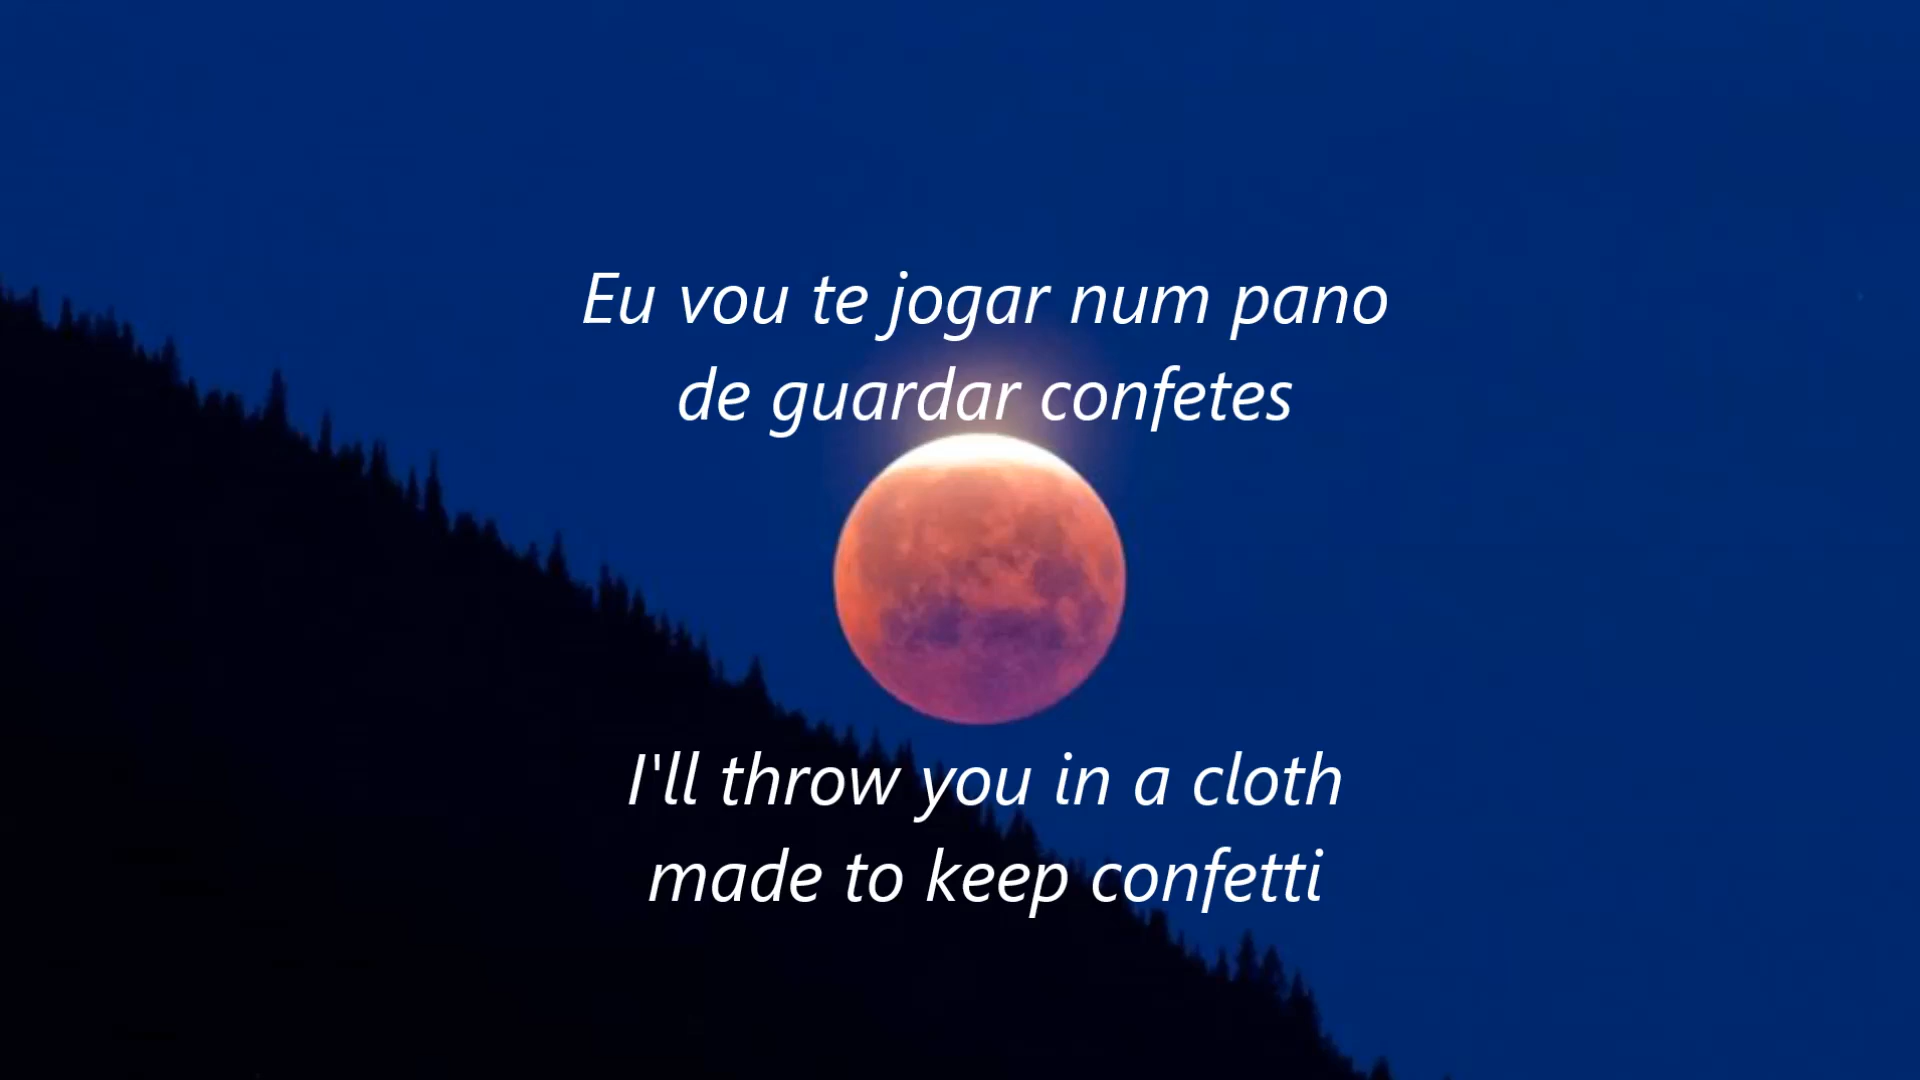 Eu vou te jogar num pano
de guardar confetes
I'll throw you in a cloth
made to keep confetti